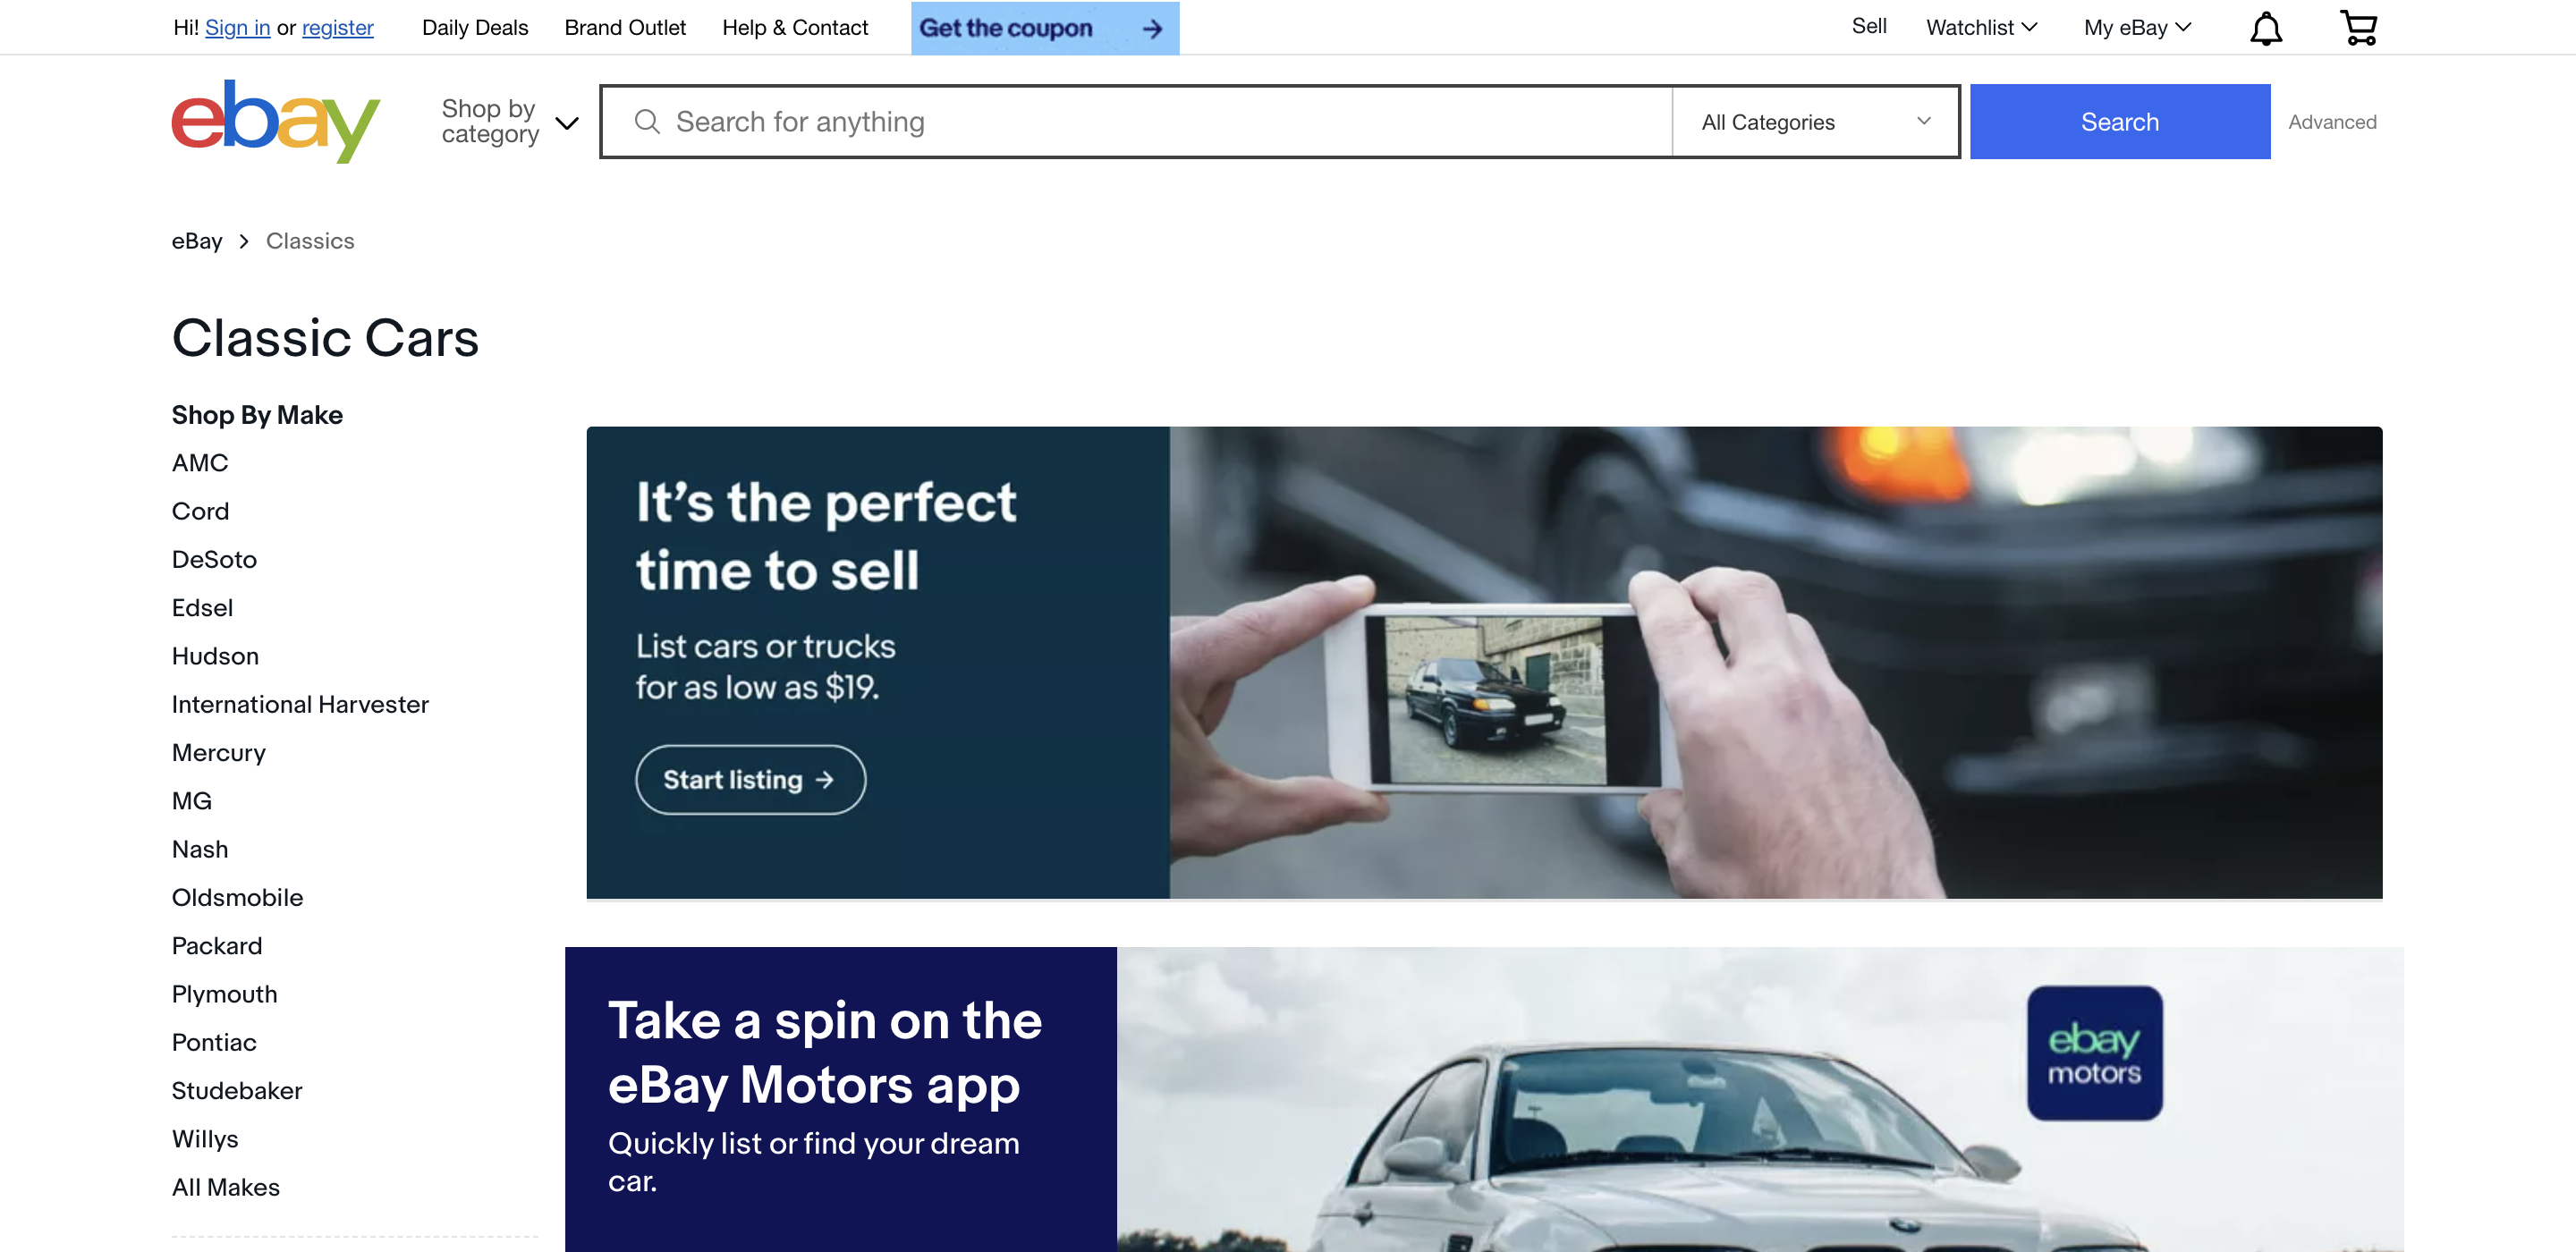 Hi! Sign in or register
Daily Deals
Brand Outlet
Help & Contact
Get the coupon
Sell
Watchlist
My eBay
ebay
Shop by
category
Search for anything
All Categories
Search
Advanced
eBay
Classics
Classic Cars
Shop By Make
AMC
Cord
DeSoto
Edsel
Hudson
International Harvester
Mercury
MG
Nash
Oldsmobile
Packard
Plymouth
Pontiac
Studebaker
Willys
All Makes
It’s the perfect
time to sell
List cars or trucks
for as low as $19.
Start listing
Take a spin on the
eBay Motors app
Quickly list or find your dream
car.
ebay
motors